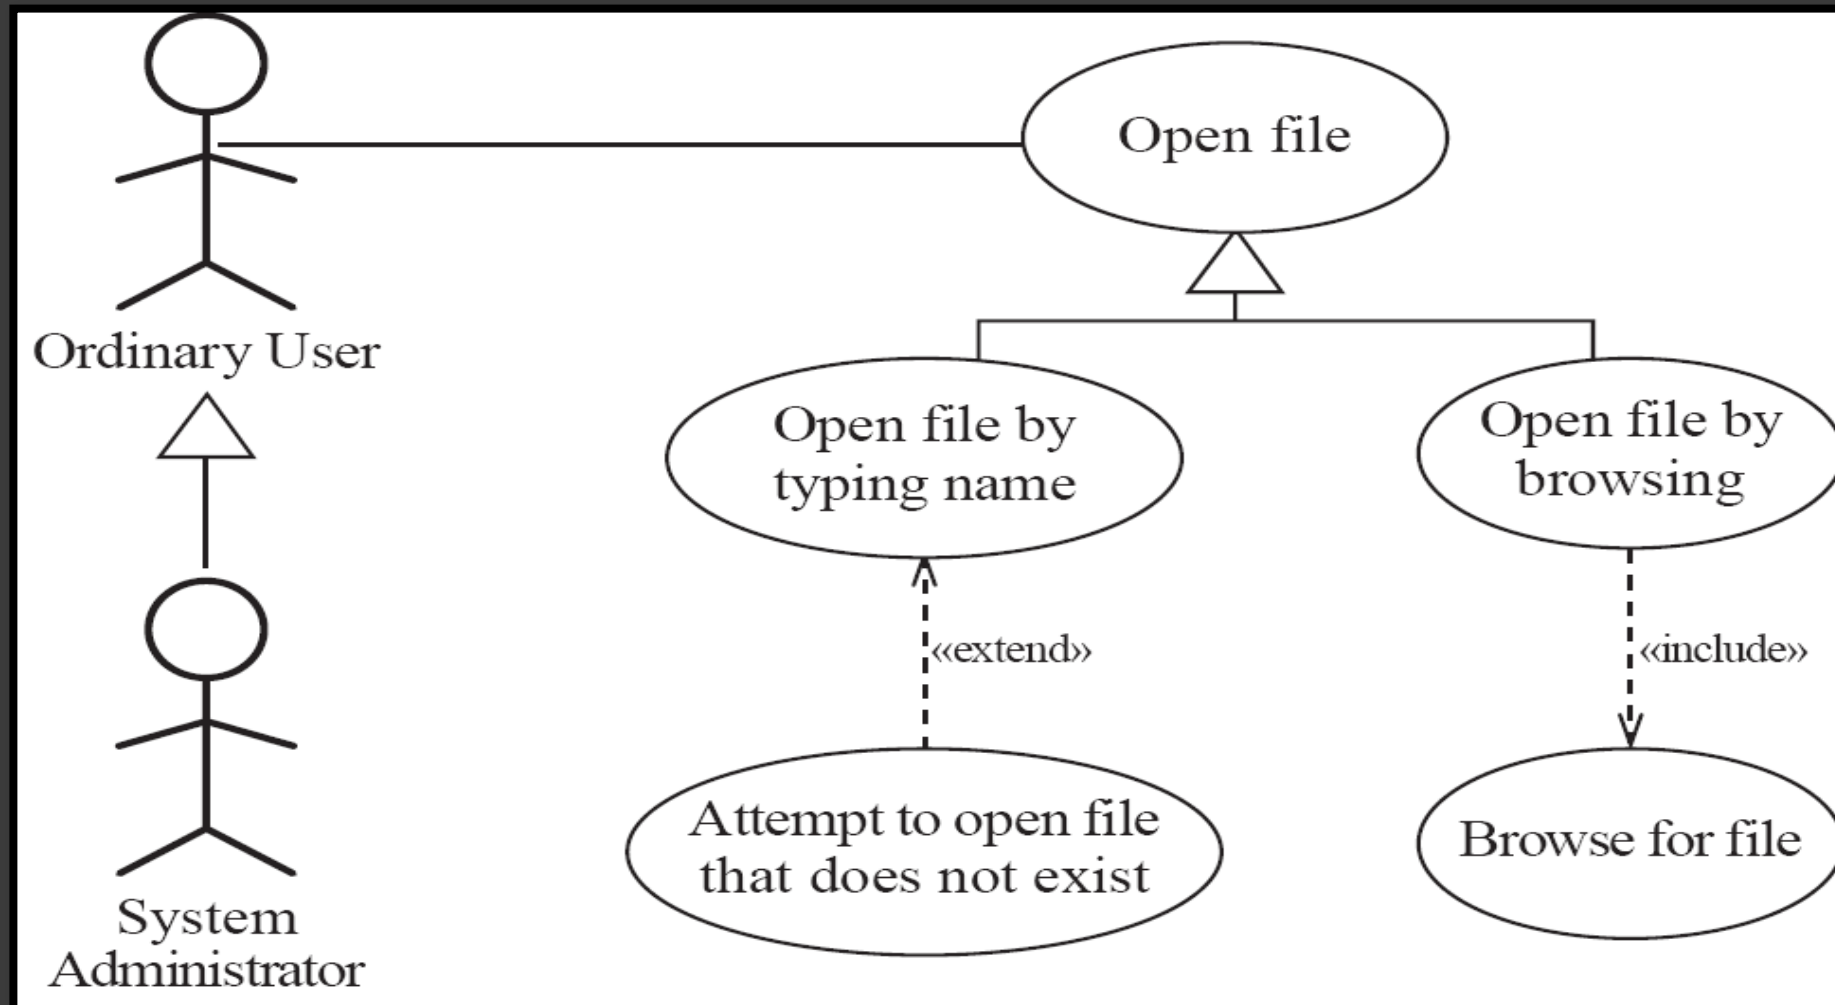 Open file
Ordinary User
Open file by
typing name
Open file by
browsing
«extend»
«include»
Attempt to open file
that does not exist
Browse for file
System
Administrator